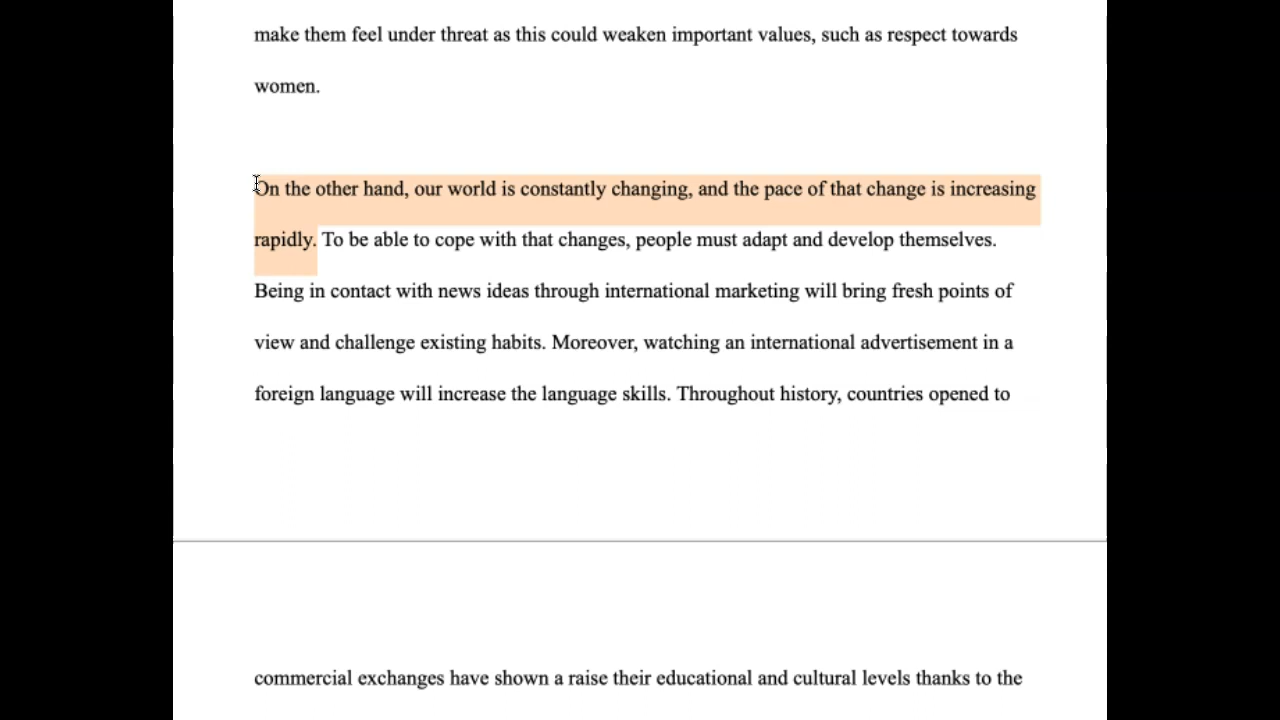 make them feel under threat as this could weaken important values, such as respect towards
women.
On the other hand, our world is constantly changing, and the pace of that change is increasing
rapidly. To be able to cope with that changes, people must adapt and develop themselves.
Being in contact with news ideas through international marketing will bring fresh points of
view and challenge existing habits. Moreover, watching an international advertisement in a
foreign language will increase the language skills. Throughout history, countries opened to
commercial exchanges have shown a raise their educational and cultural levels thanks to the